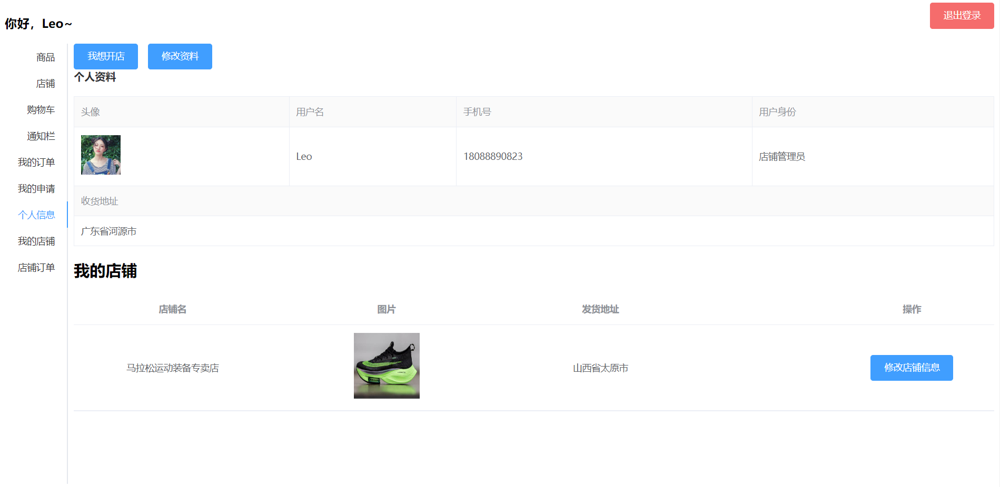 你好，Leo~
退出登录
商品
店铺
购物车
通知栏
我的订单
我的申请
个人信息
我的店铺
店铺订单
我想开店 修改资料
个人资料
头像 用户名 手机号 用户身份
Leo 18088890823 店铺管理员
收货地址
广东省河源市
我的店铺
店铺名 图片 发货地址 操作
马拉松运动装备专卖店 山西省太原市 修改店铺信息